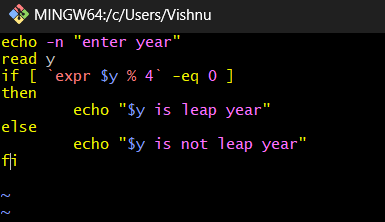 MINGW64:/c/Users/Vishnu
echo -n "enter year"
read y
if [ `expr $y % 4` -eq 0 ]
then
        echo "$y is leap year"
else
        echo "$y is not leap year"
fi
~
~